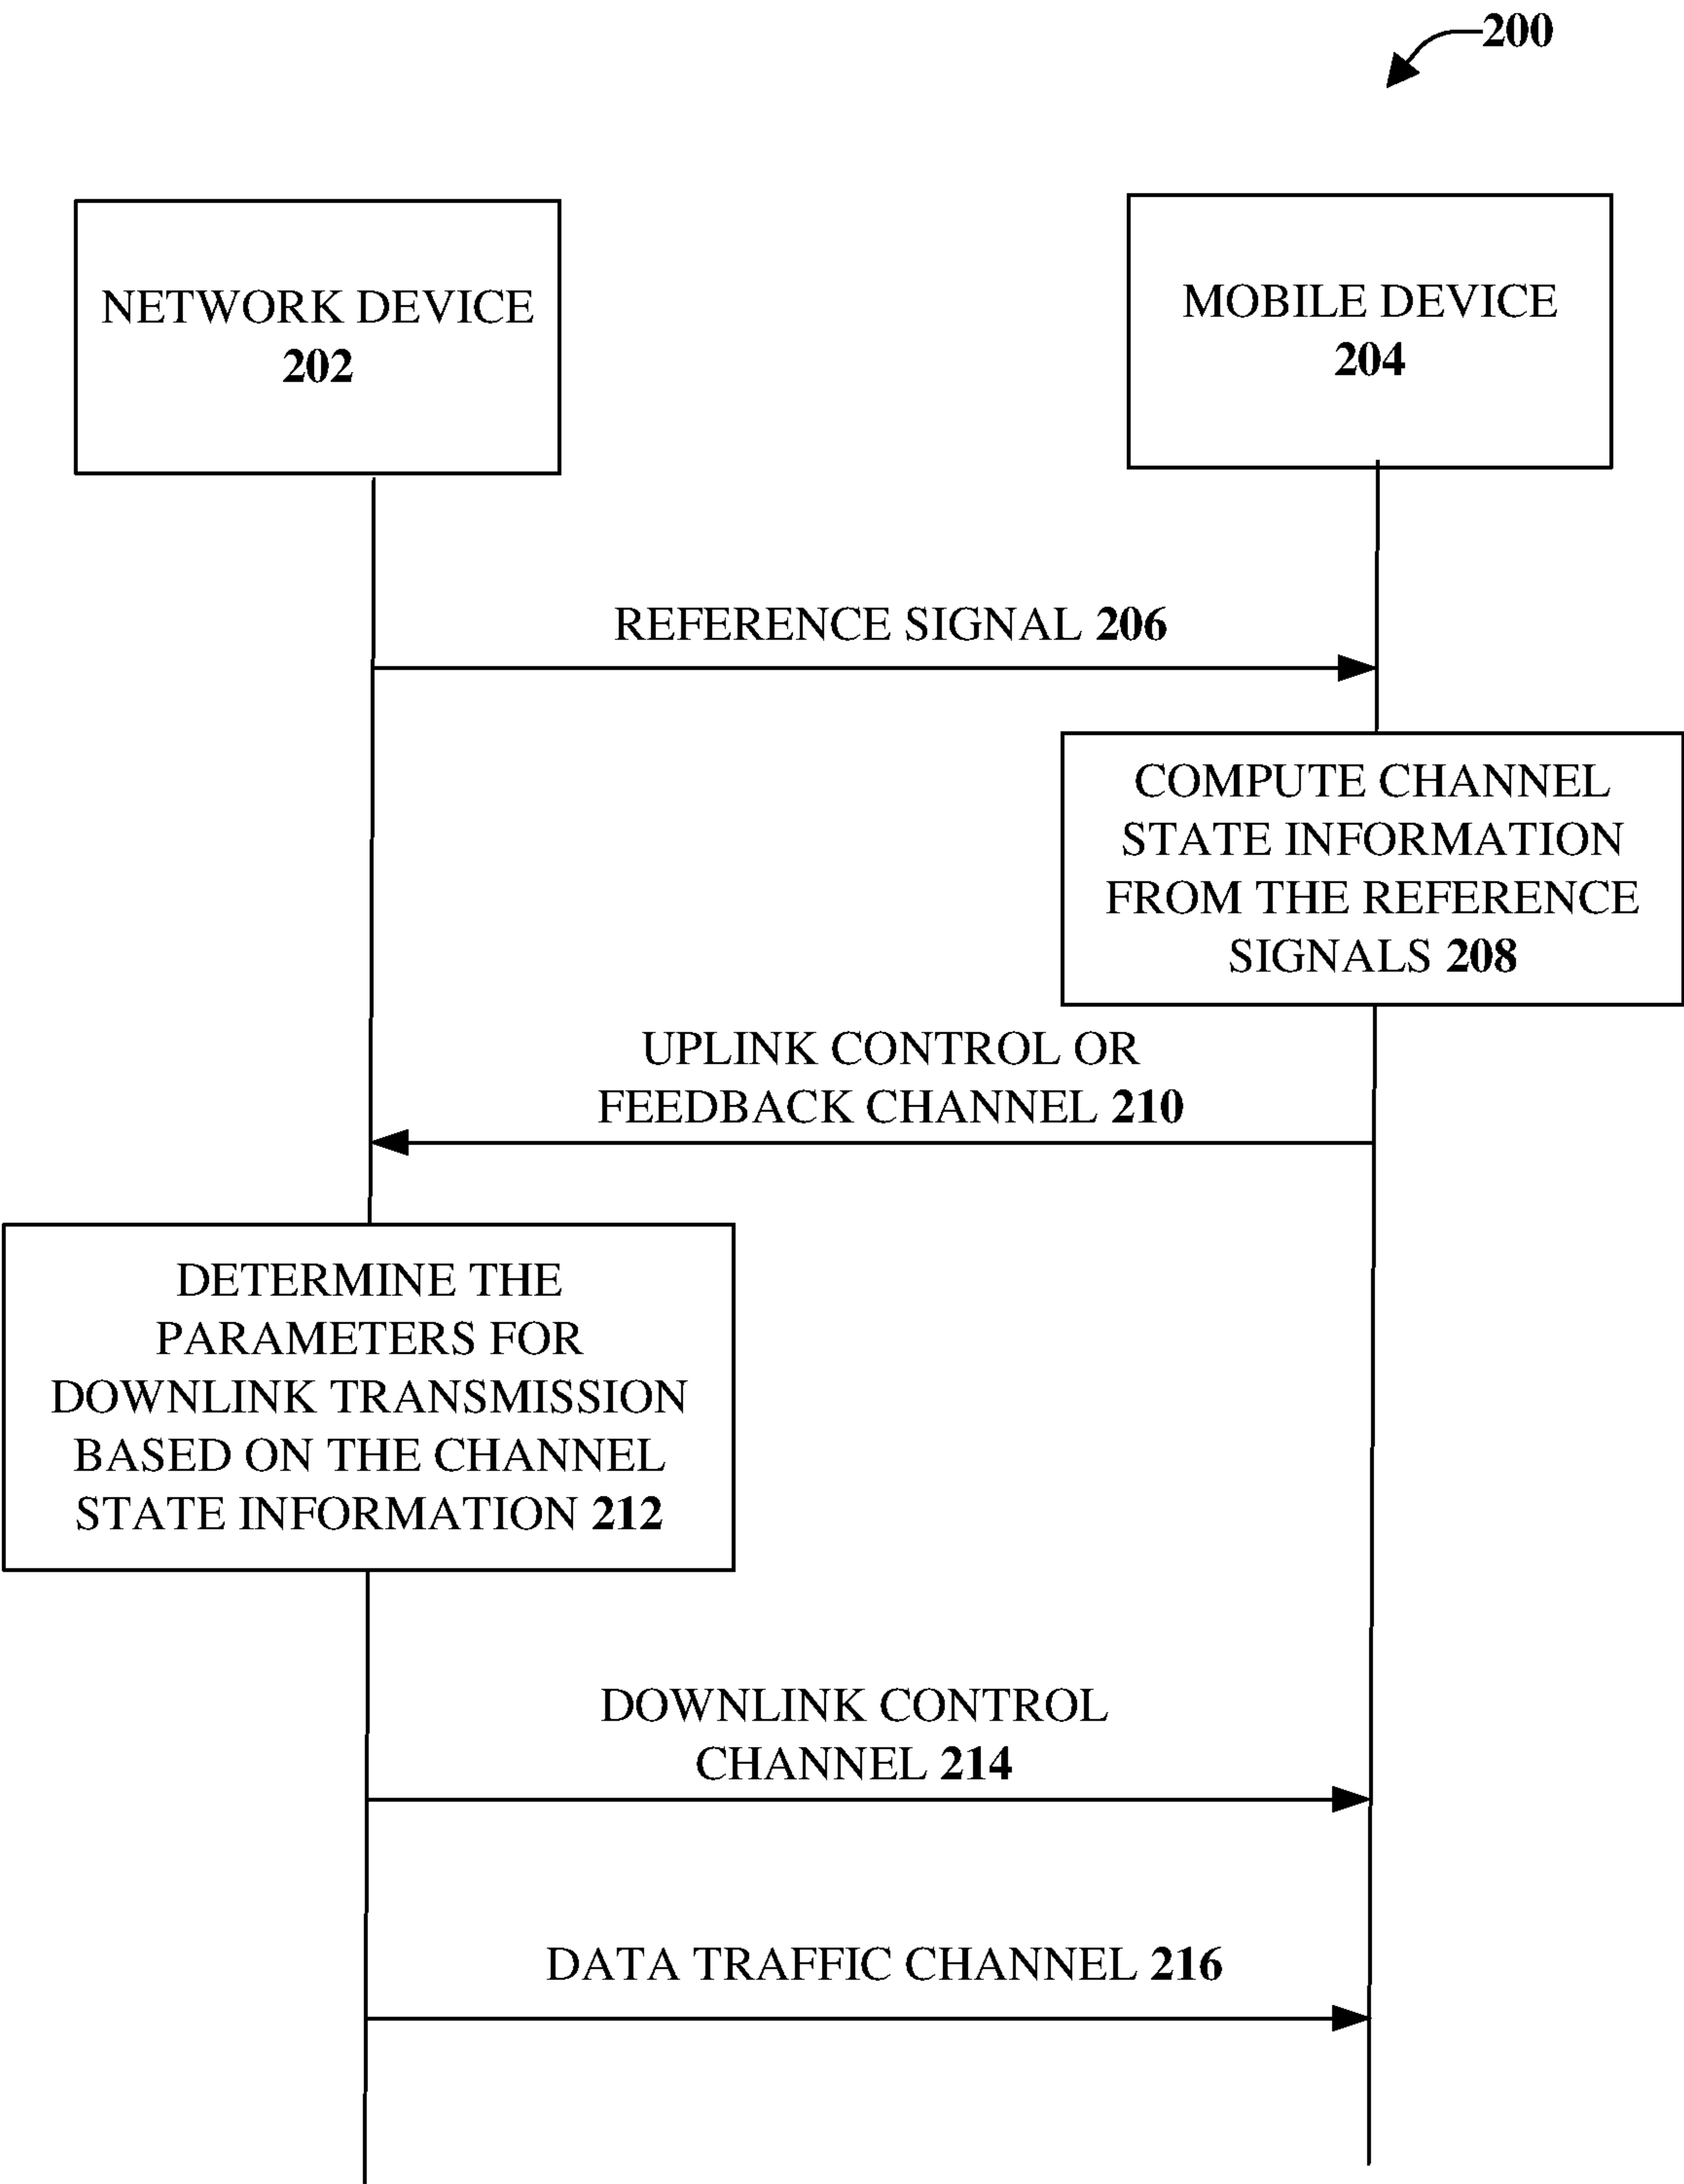 200
NETWORK DEVICE
202
MOBILE DEVICE
204
REFERENCE SIGNAL 206
COMPUTE CHANNEL
STATE INFORMATION
FROM THE REFERENCE
SIGNALS 208
UPLINK CONTROL OR
FEEDBACK CHANNEL 210
DETERMINE THE
PARAMETERS FOR
DOWNLINK TRANSMISSION
BASED ON THE CHANNEL
STATE INFORMATION 212
DOWNLINK CONTROL
CHANNEL 214
DATA TRAFFIC CHANNEL 216